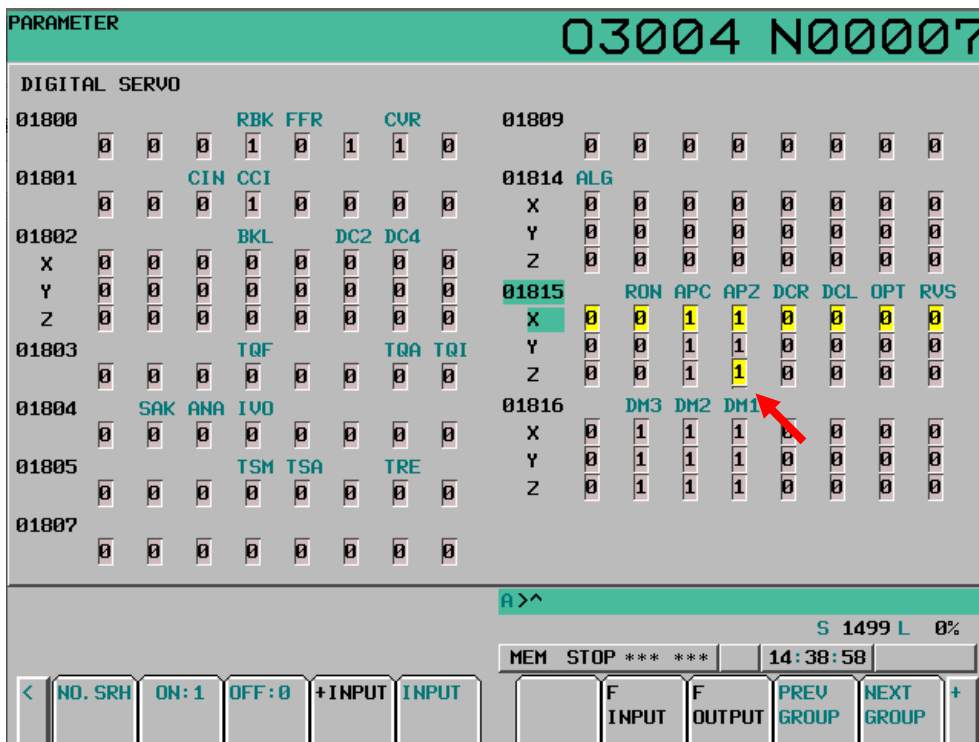 PARAMETER O3004 N00007
DIGITAL SERVO
01800 RBK FFR CVR
0 0 0 1 0 1 1 0
01801 CIN CCI
0 0 0 1 0 0 0 0
01802 BKL DC2 DC4
X 0 0 0 0 0 0 0 0
Y 0 0 0 0 0 0 0 0
Z 0 0 0 0 0 0 0 0
01803 TQF TQA TQI
0 0 0 0 0 0 0 0
01804 SAK ANA IVO
0 0 0 0 0 0 0 0
01805 TSM TSA TRE
0 0 0 0 0 0 0 0
01807
0 0 0 0 0 0 0 0
01809
0 0 0 0 0 0 0 0
01814 ALG
X 0 0 0 0 0 0 0 0
Y 0 0 0 0 0 0 0 0
Z 0 0 0 0 0 0 0 0
01815 RON APC APZ DCR DCL OPT RVS
X 0 0 1 1 0 0 0 0
Y 0 0 1 1 0 0 0 0
Z 0 0 1 1 0 0 0 0
01816 DM3 DM2 DM1
X 0 1 1 1 0 0 0 0
Y 0 1 1 1 0 0 0 0
Z 0 1 1 1 0 0 0 0
A>^
S 1499 L 0%
MEM STOP *** *** 14:38:58
< NO.SRH ON:1 OFF:0 +INPUT INPUT F F PREV NEXT +
INPUT OUTPUT GROUP GROUP